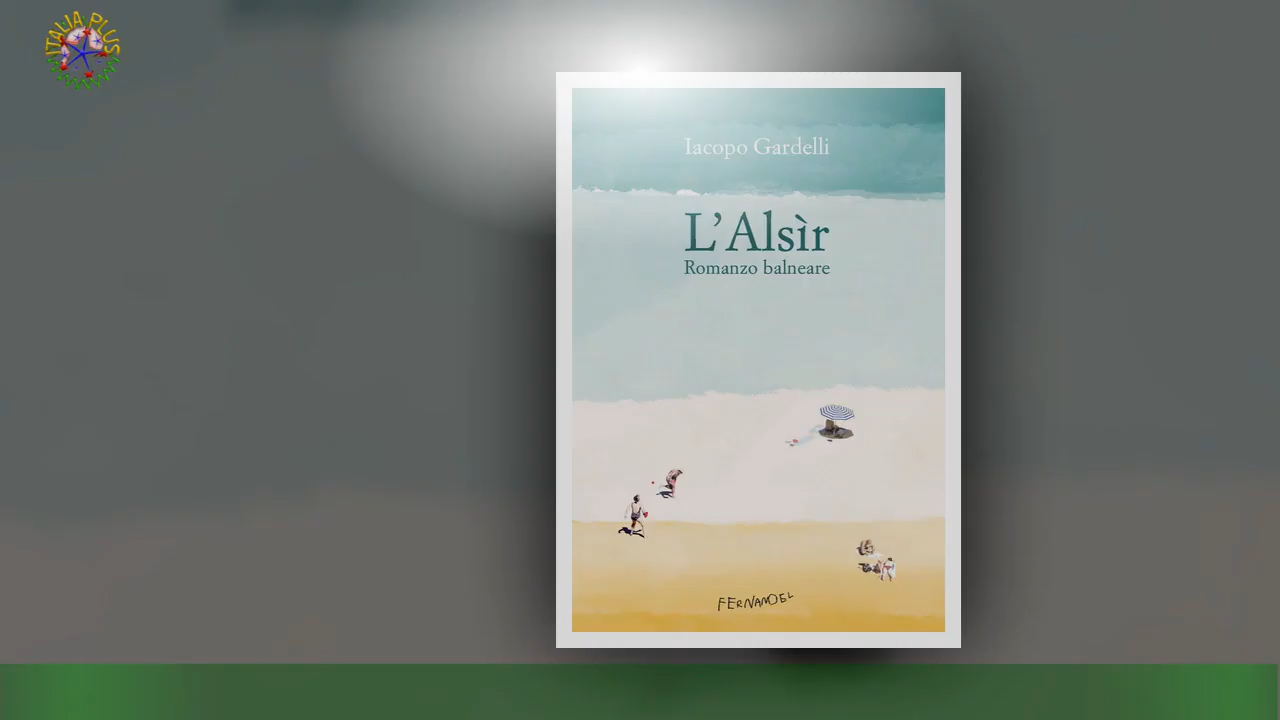 ITALIA PLUS
Iacopo Gardelli
L'Alsìr
Romanzo balneare
FERNANDEL